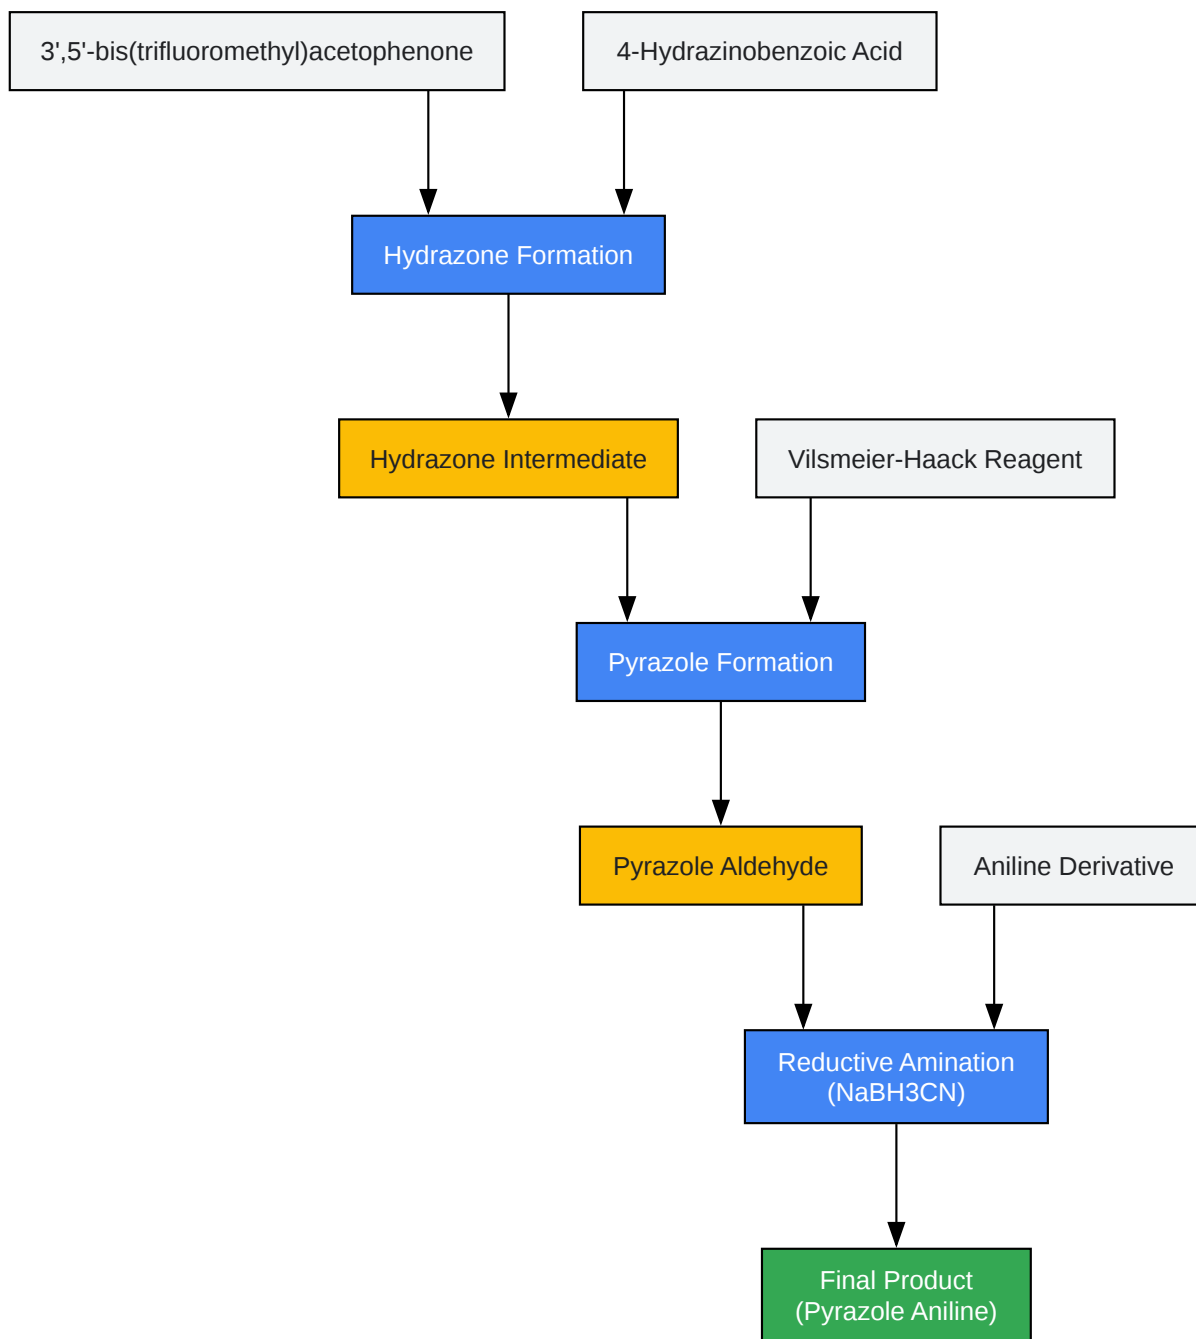 3',5'-bis(trifluoromethyl)acetophenone
4-Hydrazinobenzoic Acid
Hydrazone Formation
Hydrazone Intermediate
Vilsmeier-Haack Reagent
Pyrazole Formation
Pyrazole Aldehyde
Aniline Derivative
Reductive Amination
(NaBH3CN)
Final Product
(Pyrazole Aniline)